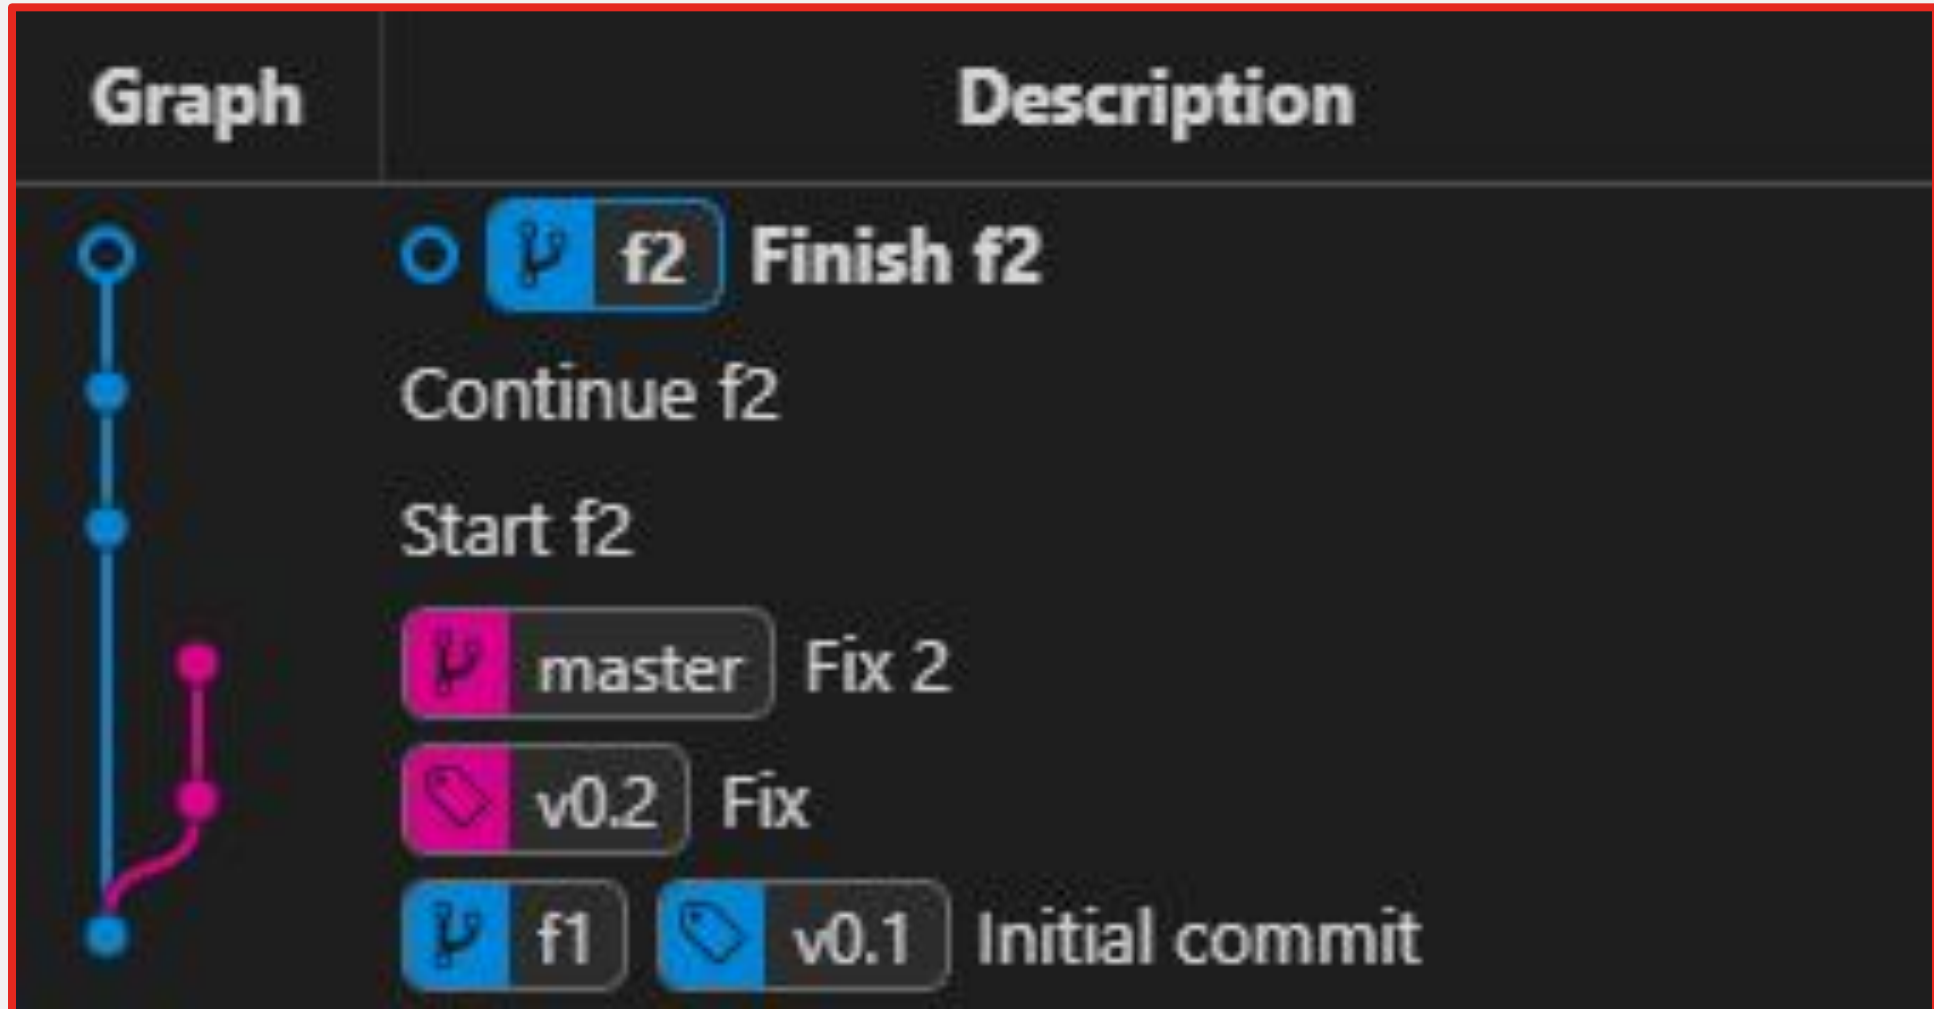 Graph Description
f2 Finish f2
Continue f2
Start f2
master Fix 2
v0.2 Fix
f1 v0.1 Initial commit